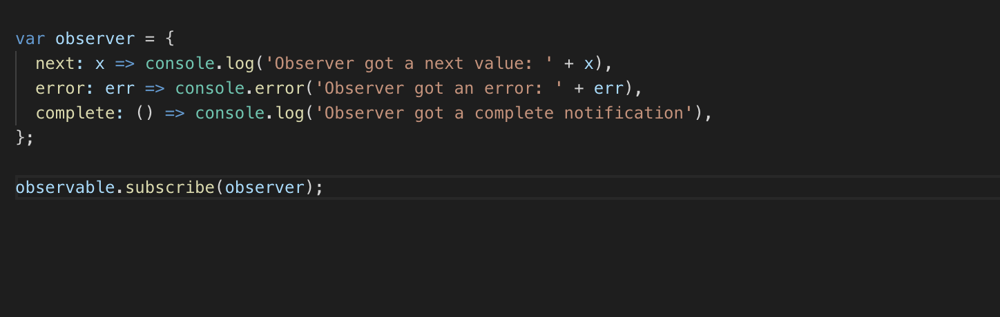 var observer = {
  next: x => console.log('Observer got a next value: ' + x),
  error: err => console.error('Observer got an error: ' + err),
  complete: () => console.log('Observer got a complete notification'),
};
observable.subscribe(observer);